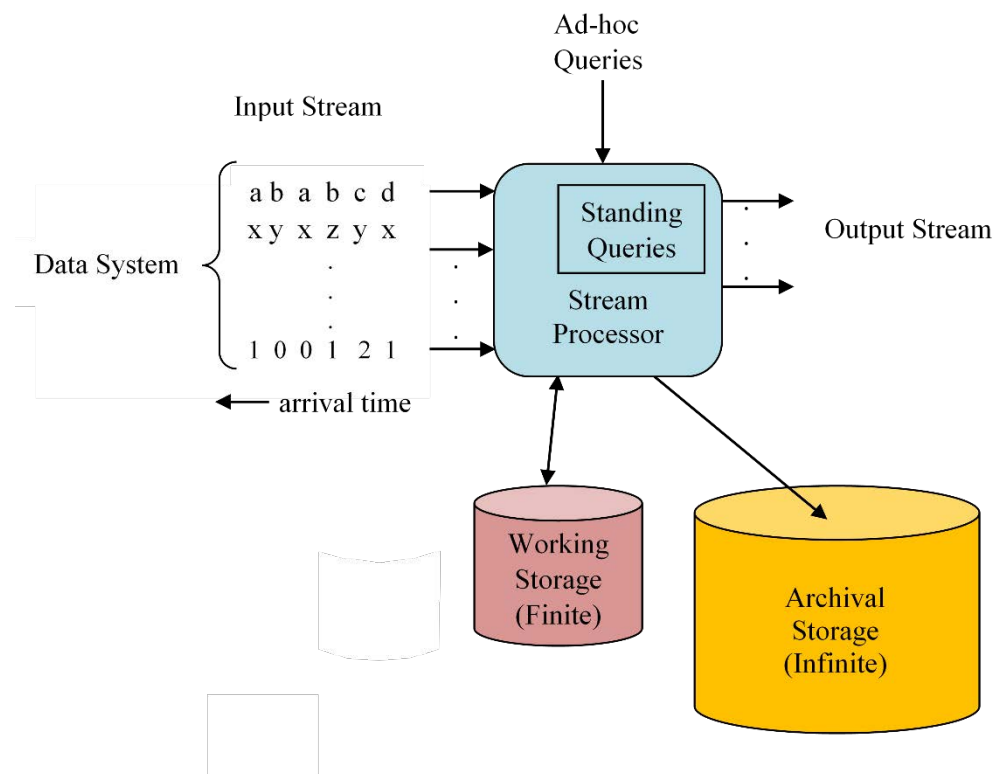 Ad-hoc
Queries
Input Stream
a b a b c d
x y x z y x
. . .
1 0 0 1 2 1
Data System
arrival time
Standing
Queries
Stream
Processor
Output Stream
Working
Storage
(Finite)
Archival
Storage
(Infinite)